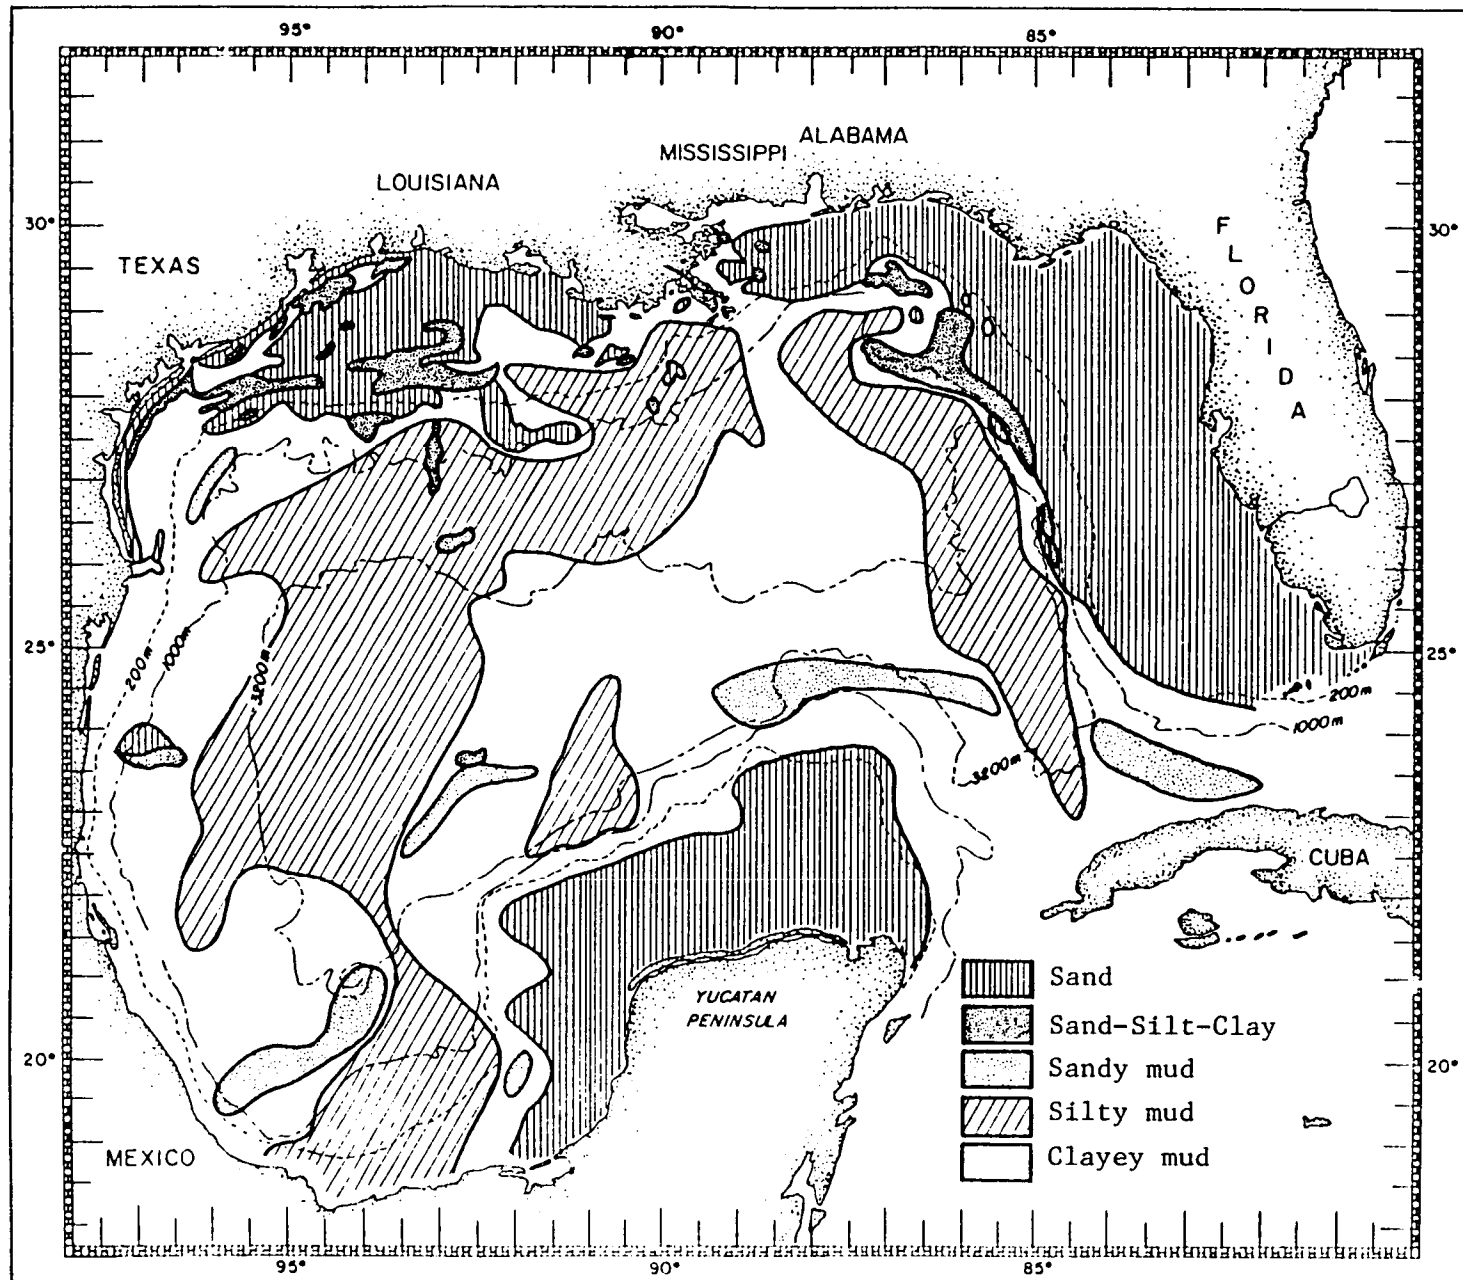 95° 90° 85°
ALABAMA
MISSISSIPPI
LOUISIANA
30° 30°
FLORIDA
TEXAS
25° 25°
200m
1000m
3200m
200m
1000m
3200m
CUBA
Sand
YUCATAN
PENINSULA
Sand-Silt-Clay
20° 20°
Sandy mud
Silty mud
MEXICO
Clayey mud
95° 90° 85°